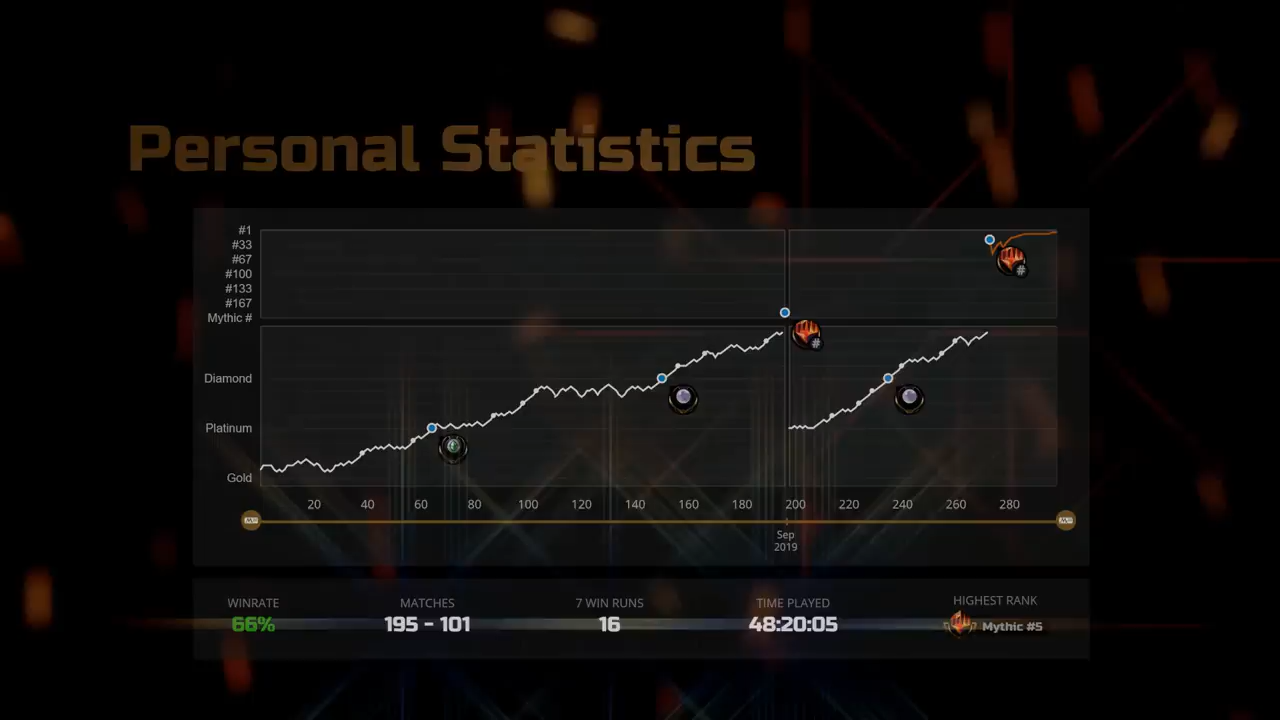 Personal Statistics
#1
#33
#67
#100
#133
#167
Mythic #
Diamond
Platinum
Gold
#
#
20 40 60 80 100 120 140 160 180 200 220 240 260 280
Sep
2019
WINRATE MATCHES 7 WIN RUNS TIME PLAYED HIGHEST RANK
66% 195 - 101 16 48:20:05 Mythic #5